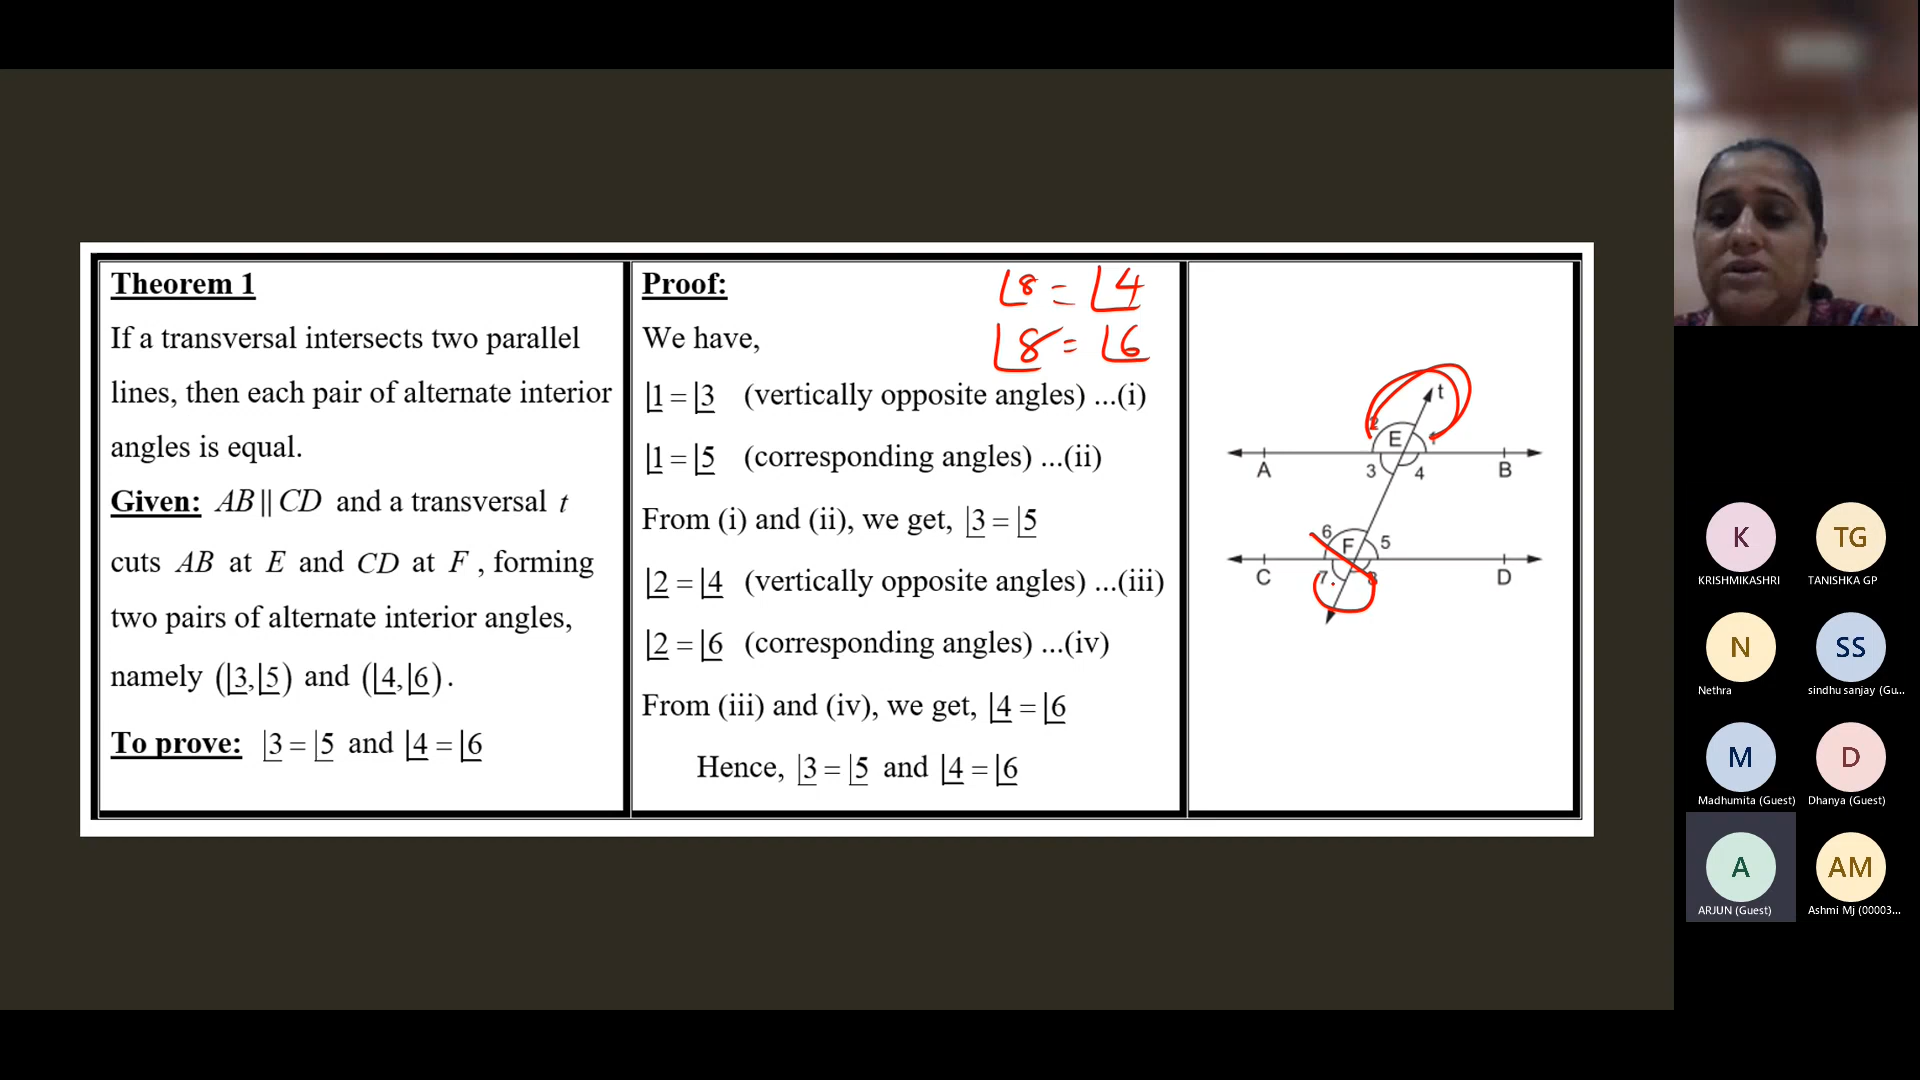 Theorem 1
If a transversal intersects two parallel
lines, then each pair of alternate interior
angles is equal.
Given: AB || CD and a transversal t
cuts AB at E and CD at F , forming
two pairs of alternate interior angles,
namely (⌊3,⌊5) and (⌊4,⌊6).
To prove: ⌊3 = ⌊5 and ⌊4 = ⌊6
Proof:
⌊8 = ⌊4
We have,
⌊8 = ⌊6
⌊1 = ⌊3 (vertically opposite angles) ...(i)
⌊1 = ⌊5 (corresponding angles) ...(ii)
From (i) and (ii), we get, ⌊3 = ⌊5
⌊2 = ⌊4 (vertically opposite angles) ...(iii)
⌊2 = ⌊6 (corresponding angles) ...(iv)
From (iii) and (iv), we get, ⌊4 = ⌊6
Hence, ⌊3 = ⌊5 and ⌊4 = ⌊6
t
2
E
A
3
4
B
6
F
5
C
7
8
D
K
KRISHMIKASHRI
TG
TANISHKA GP
N
Nethra
SS
sindhu sanjay (Gu...
M
Madhumita (Guest)
D
Dhanya (Guest)
A
ARJUN (Guest)
AM
Ashmi Mj (00003...